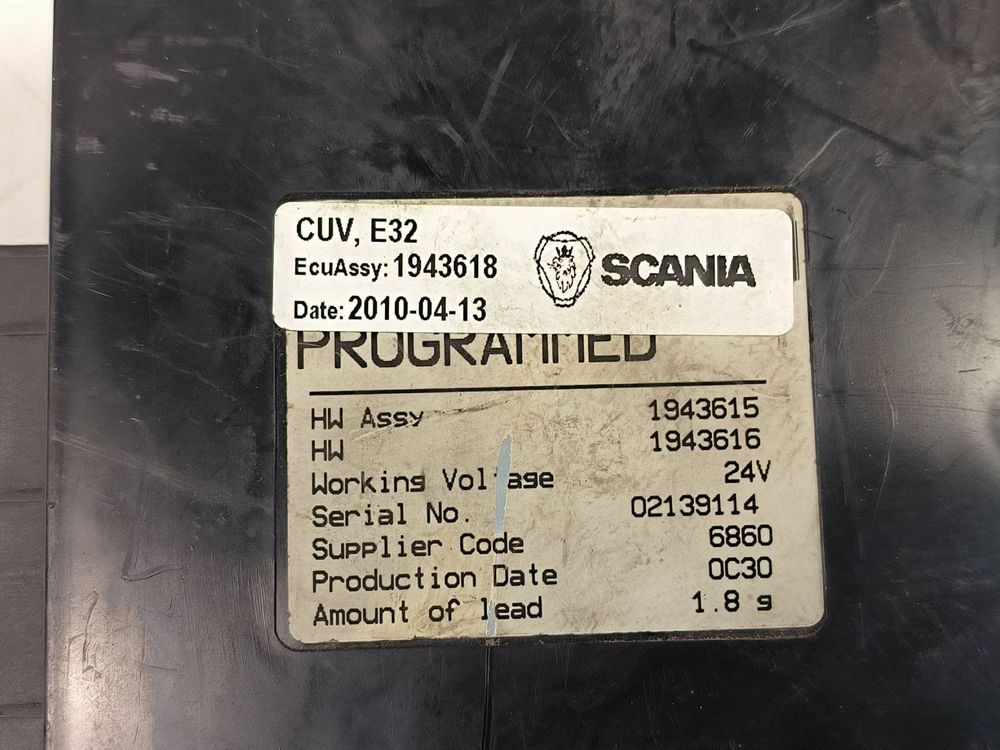 CUV, E32
EcuAssy: 1943618
Date: 2010-04-13
SCANIA
PROGRAMMED
HW Assy 1943615
HW 1943616
Working Voltage 24V
Serial No. 02139114
Supplier Code 6860
Production Date 0C30
Amount of lead 1.8 g